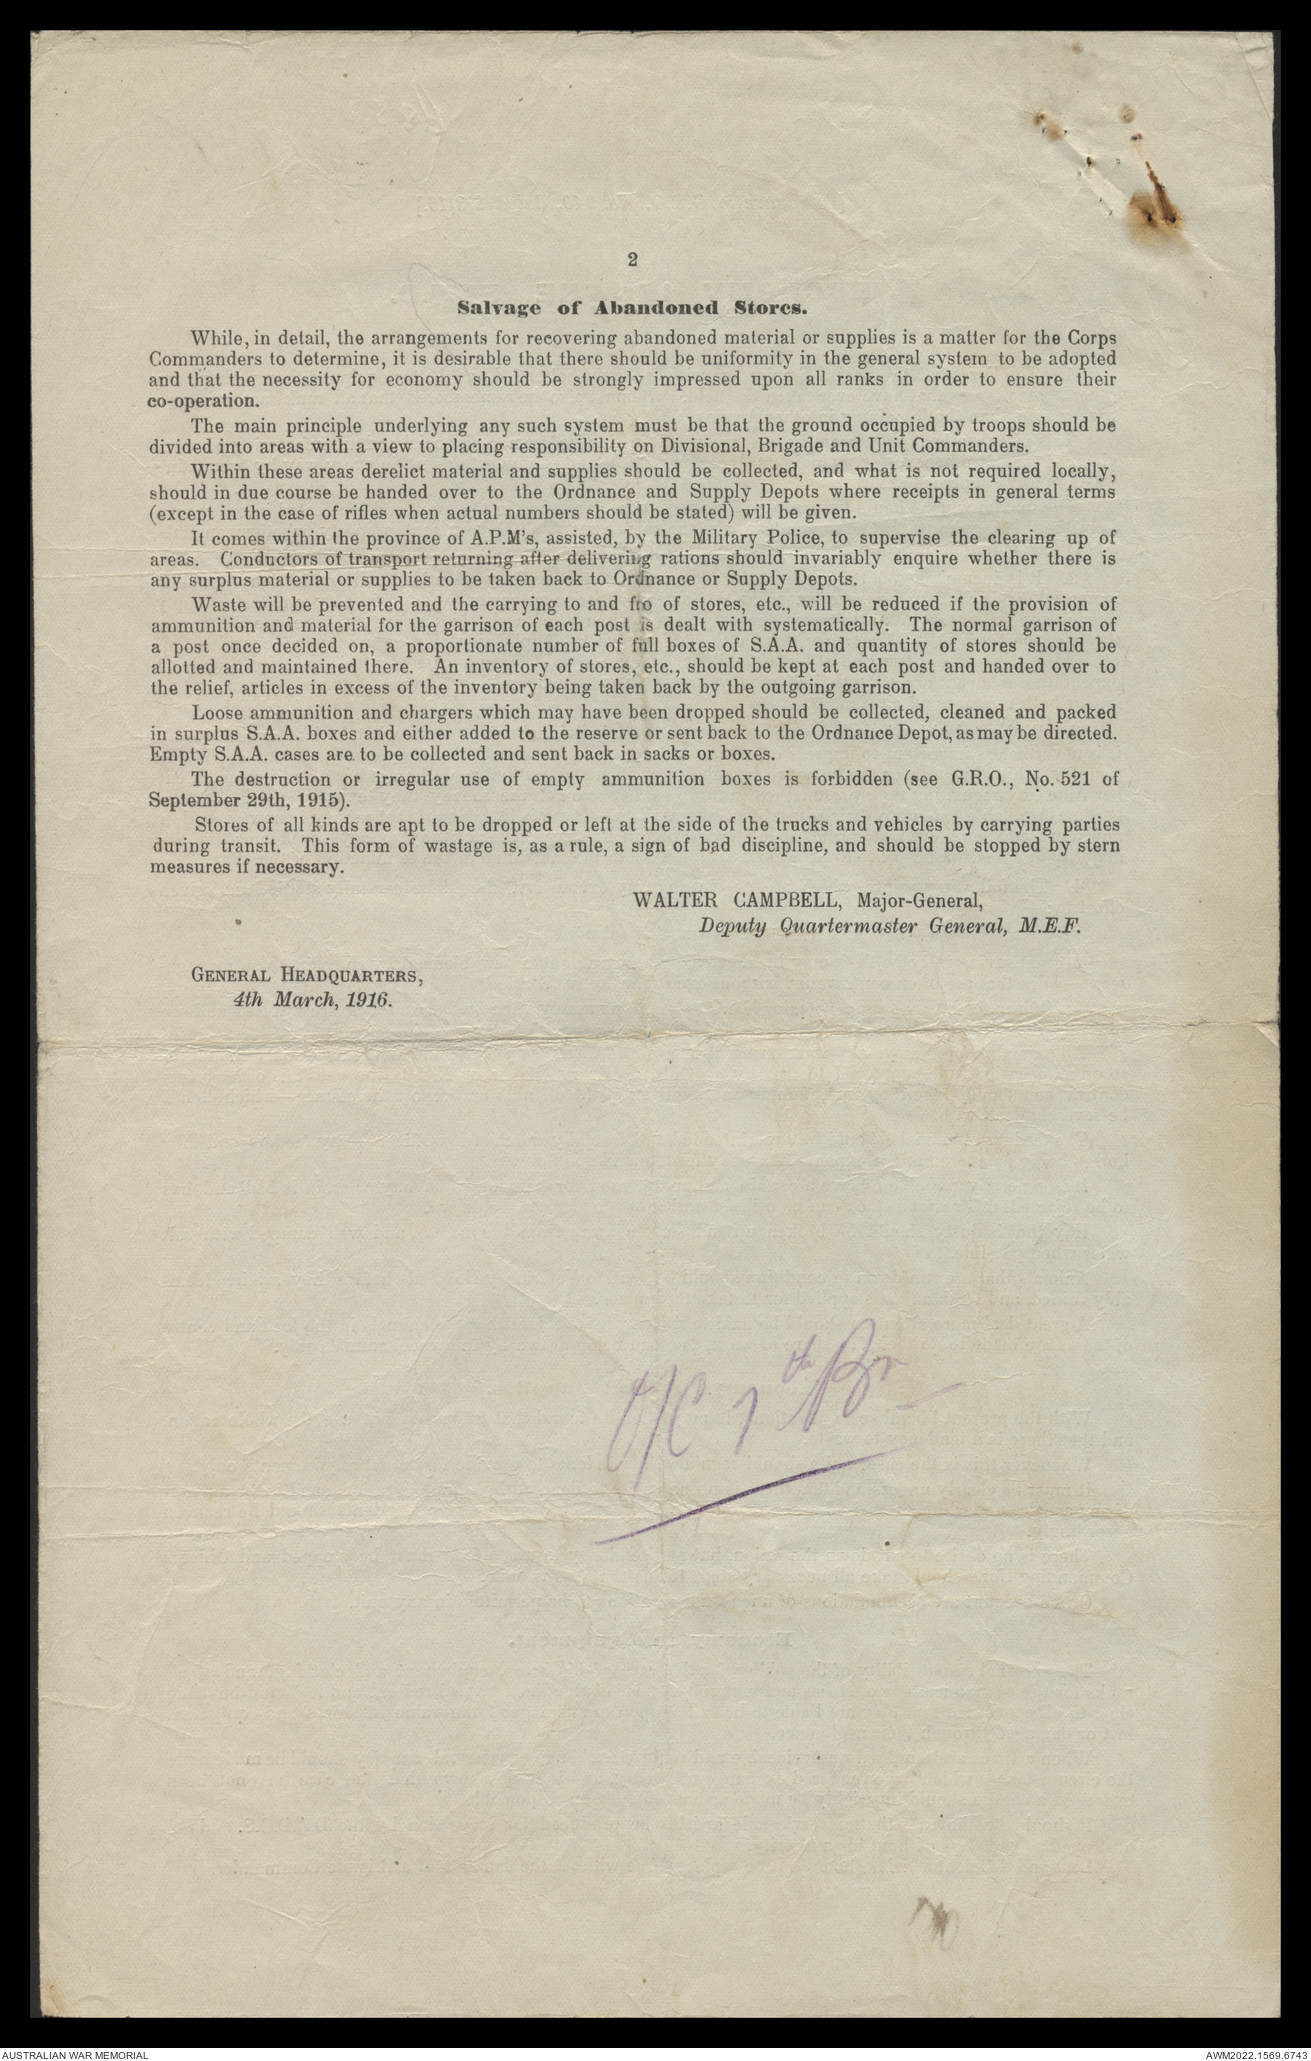 2
Salvage of Abandoned Stores.
While, in detail, the arrangements for recovering abandoned material or supplies is a matter for the Corps
Commanders to determine, it is desirable that there should be uniformity in the general system to be adopted
and that the necessity for economy should be strongly impressed upon all ranks in order to ensure their
co-operation.
The main principle underlying any such system must be that the ground occupied by troops should be
divided into areas with a view to placing responsibility on Divisional, Brigade and Unit Commanders.
Within these areas derelict material and supplies should be collected, and what is not required locally,
should in due course be handed over to the Ordnance and Supply Depots where receipts in general terms
(except in the case of rifles when actual numbers should be stated) will be given.
It comes within the province of A.P.M's, assisted, by the Military Police, to supervise the clearing up of
areas. Conductors of transport returning after delivering rations should invariably enquire whether there is
any surplus material or supplies to be taken back to Ordnance or Supply Depots.
Waste will be prevented and the carrying to and fro of stores, etc., will be reduced if the provision of
ammunition and material for the garrison of each post is dealt with systematically. The normal garrison of
a post once decided on, a proportionate number of full boxes of S.A.A. and quantity of stores should be
allotted and maintained there. An inventory of stores, etc., should be kept at each post and handed over to
the relief, articles in excess of the inventory being taken back by the outgoing garrison.
Loose ammunition and chargers which may have been dropped should be collected, cleaned and packed
in surplus S.A.A. boxes and either added to the reserve or sent back to the Ordnance Depot, as may be directed.
Empty S.A.A. cases are to be collected and sent back in sacks or boxes.
The destruction or irregular use of empty ammunition boxes is forbidden (see G.R.O., No. 521 of
September 29th, 1915).
Stores of all kinds are apt to be dropped or left at the side of the trucks and vehicles by carrying parties
during transit. This form of wastage is, as a rule, a sign of bad discipline, and should be stopped by stern
measures if necessary.
WALTER CAMPBELL, Major-General,
Deputy Quartermaster General, M.E.F.
GENERAL HEADQUARTERS,
4th March, 1916.
O/C 7th Br
AUSTRALIAN WAR MEMORIAL
AWM2022.1569.6743